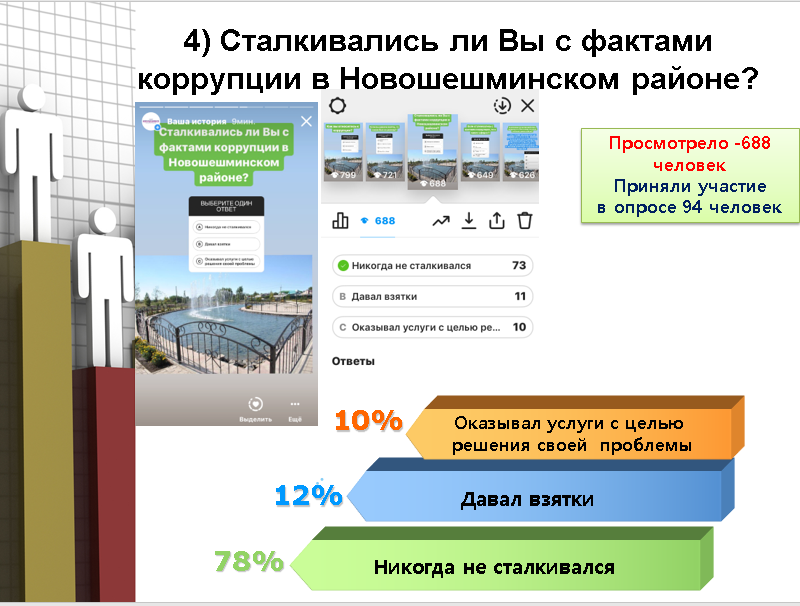 4) Сталкивались ли Вы с фактами
коррупции в Новошешминском районе?
Ваша история 9мин.
Сталкивались ли Вы с
фактами коррупции в
Новошешминском
районе?
ВЫБЕРИТЕ ОДИН
ОТВЕТ
A Никогда не сталкивался
B Давал взятки
C Оказывал услуги с целью
решения своей проблемы
Выделить
Ещё
799
721
688
649
626
688
Никогда не сталкивался 73
B Давал взятки 11
C Оказывал услуги с целью ре... 10
Ответы
Просмотрело -688
человек
Приняли участие
в опросе 94 человек
10%
Оказывал услуги с целью
решения своей проблемы
12%
Давал взятки
78%
Никогда не сталкивался